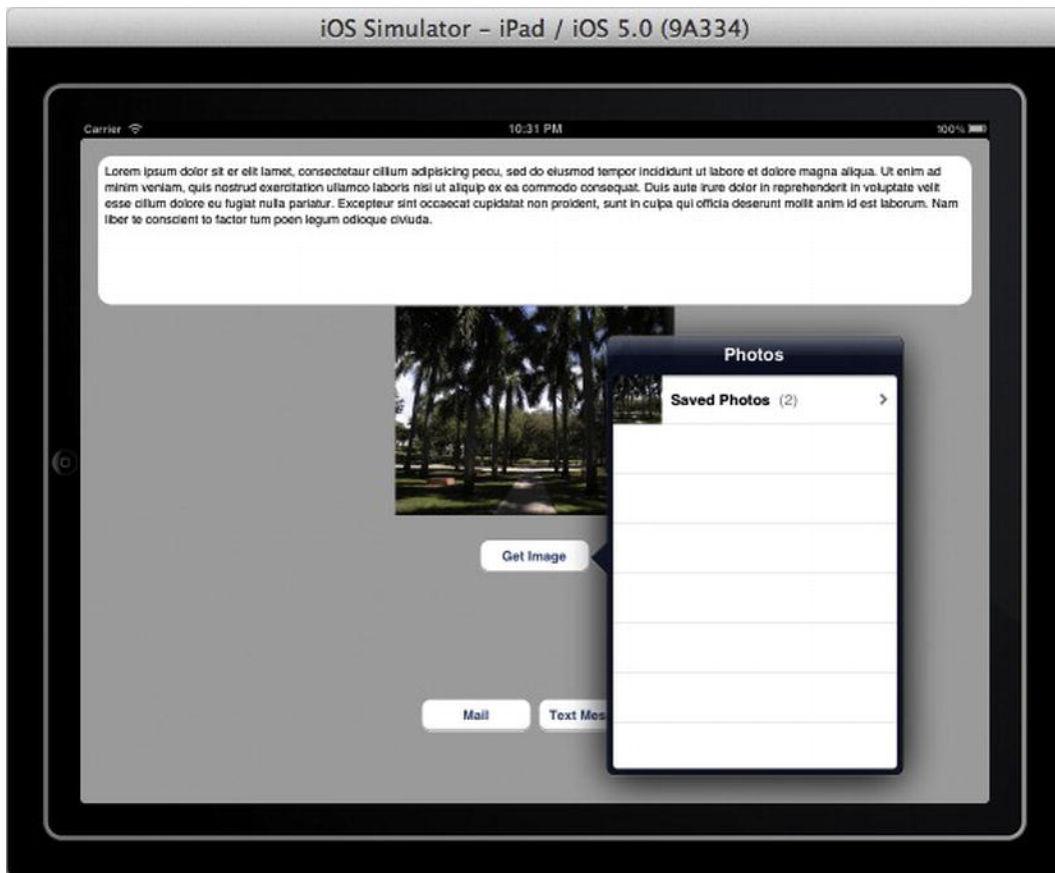 iOS Simulator – iPad / iOS 5.0 (9A334)
Carrier
10:31 PM
100%
Lorem ipsum dolor sit er elit lamet, consectetaur cillium adipisicing pecu, sed do eiusmod tempor incididunt ut labore et dolore magna aliqua. Ut enim ad
minim veniam, quis nostrud exercitation ullamco laboris nisi ut aliquip ex ea commodo consequat. Duis aute irure dolor in reprehenderit in voluptate velit
esse cillum dolore eu fugiat nulla pariatur. Excepteur sint occaecat cupidatat non proident, sunt in culpa qui officia deserunt mollit anim id est laborum. Nam
liber te conscient to factor tum poen legum odioque civiuda.
Photos
Saved Photos (2)
Get Image
Mail
Text Mes